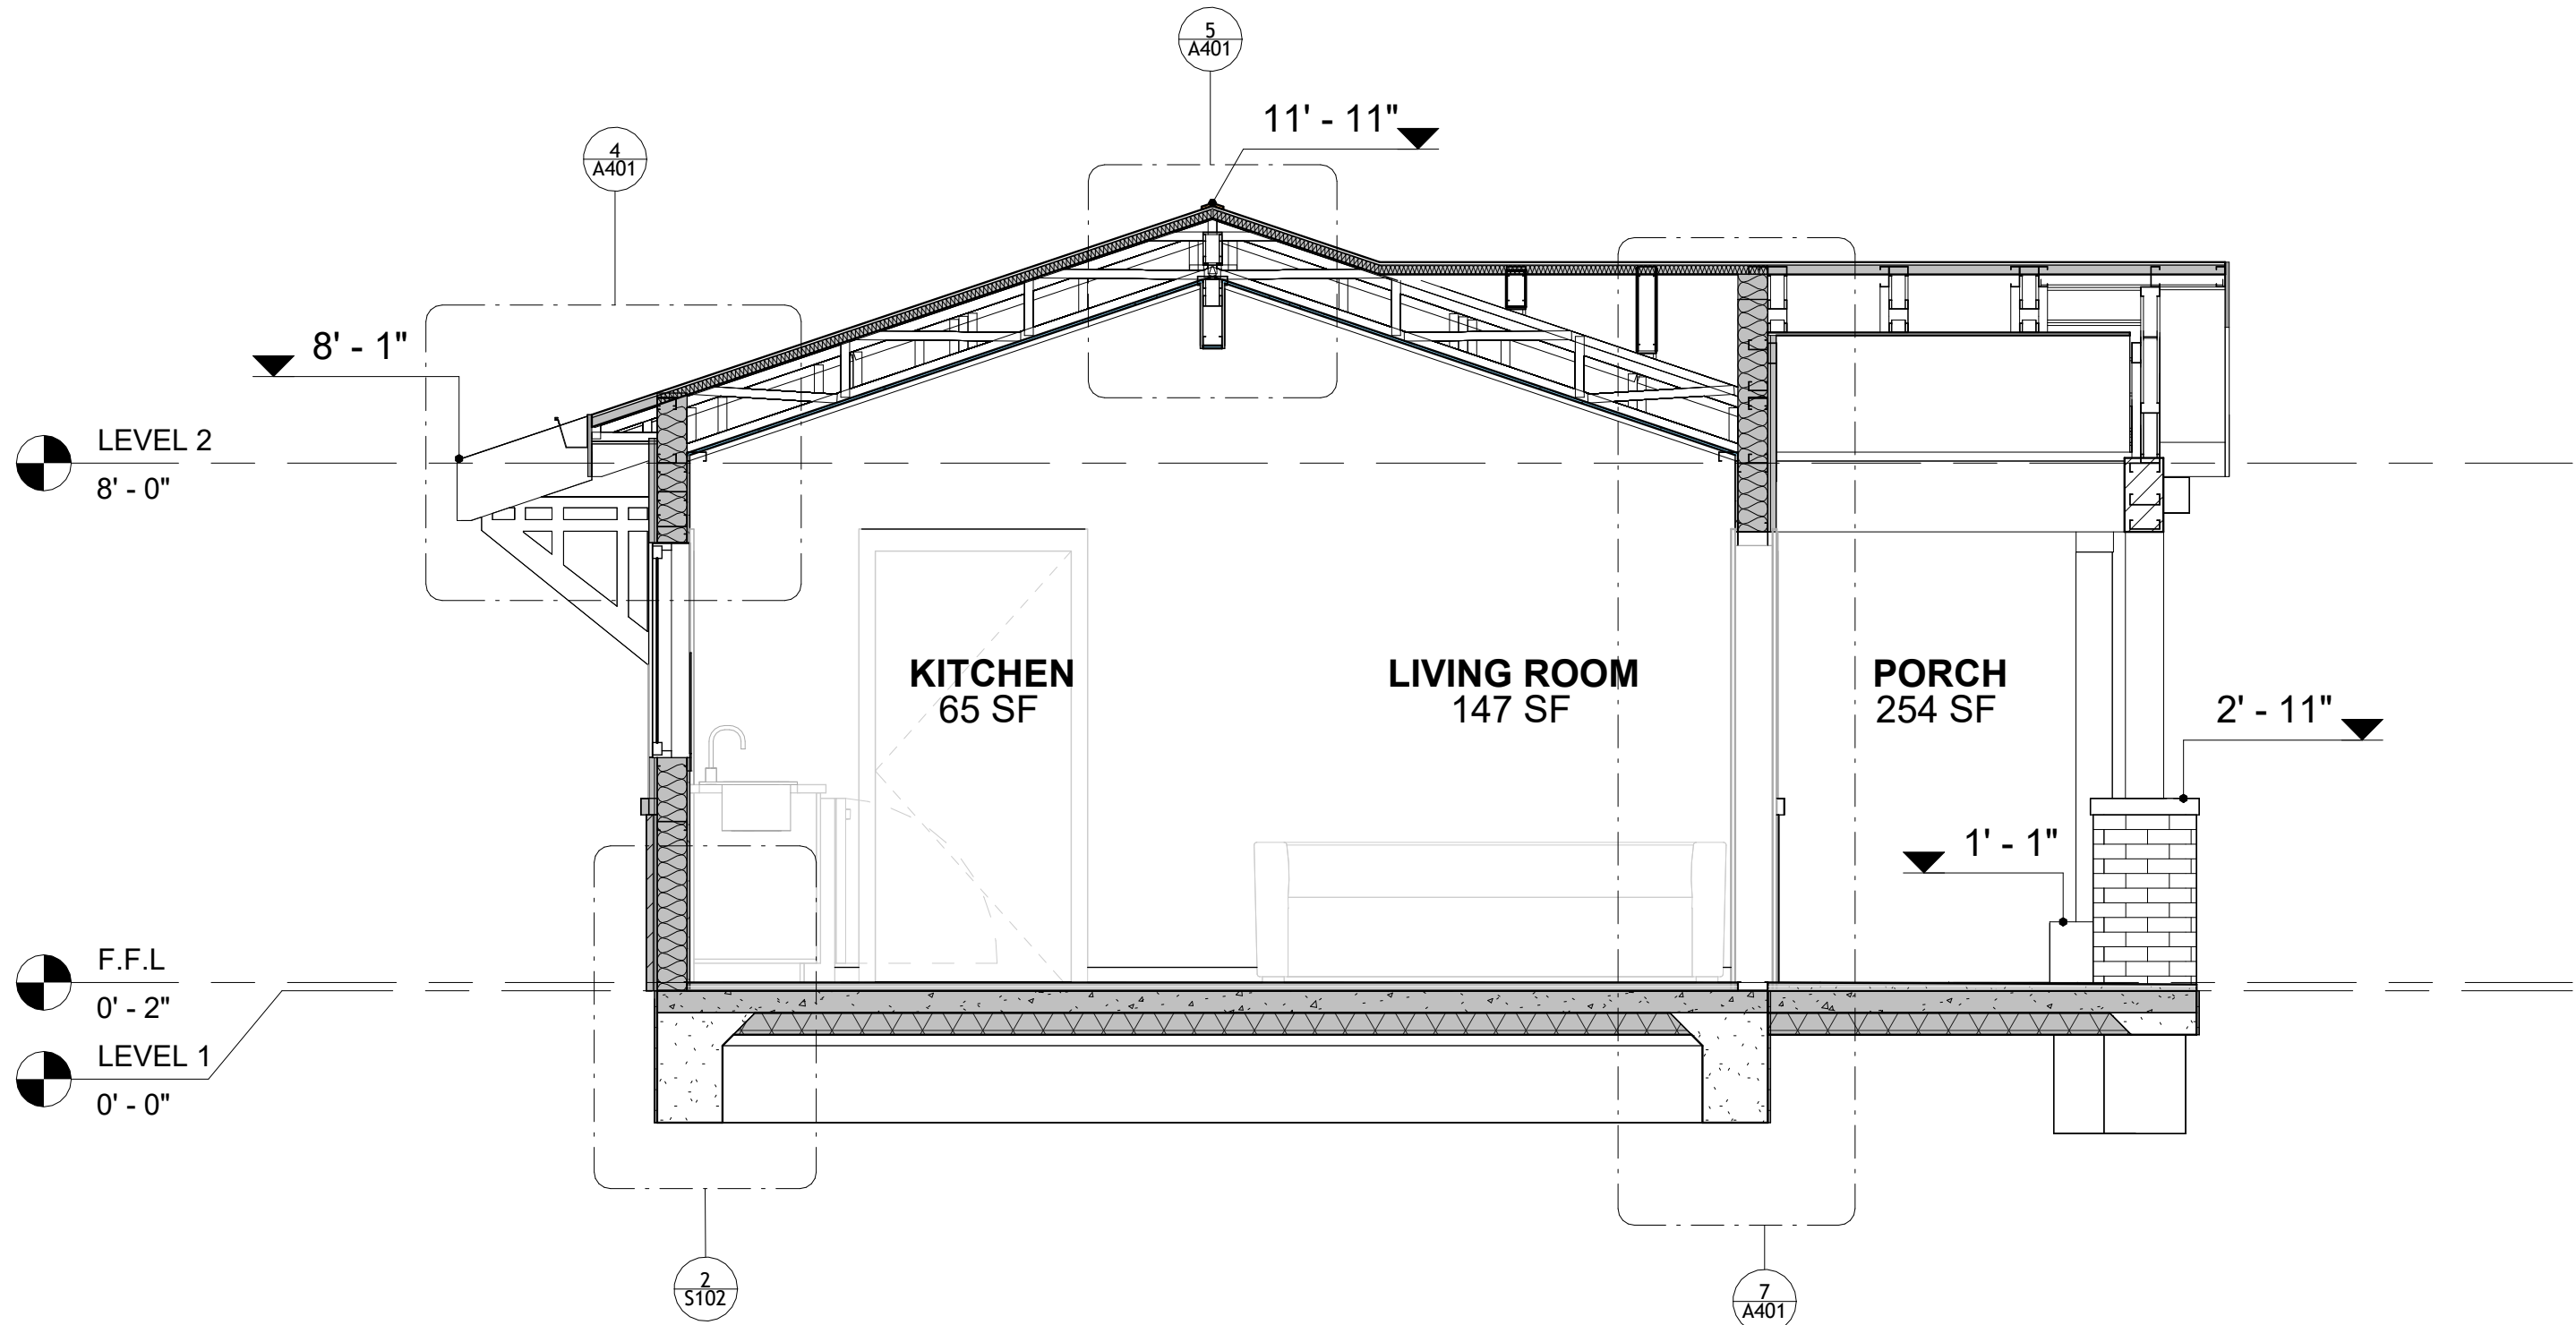 5
A401
11' - 11"
4
A401
8' - 1"
LEVEL 2
8' - 0"
KITCHEN
65 SF
LIVING ROOM
147 SF
PORCH
254 SF
2' - 11"
1' - 1"
F.F.L
0' - 2"
LEVEL 1
0' - 0"
2
S102
7
A401